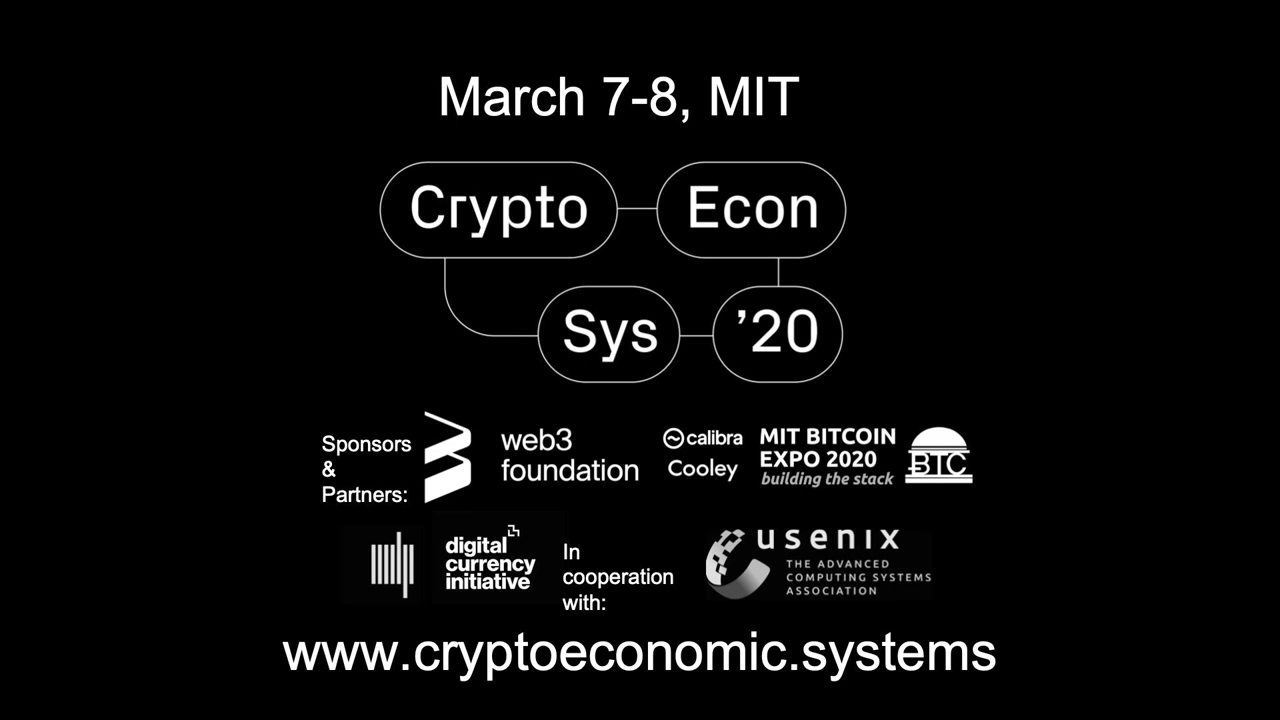 March 7-8, MIT
Crypto Econ
Sys '20
Sponsors
&
Partners:
web3
foundation
calibra
Cooley
MIT BITCOIN
EXPO 2020
building the stack
BTC
digital
currency
initiative
In
cooperation
with:
usenix
THE ADVANCED
COMPUTING SYSTEMS
ASSOCIATION
www.cryptoeconomic.systems